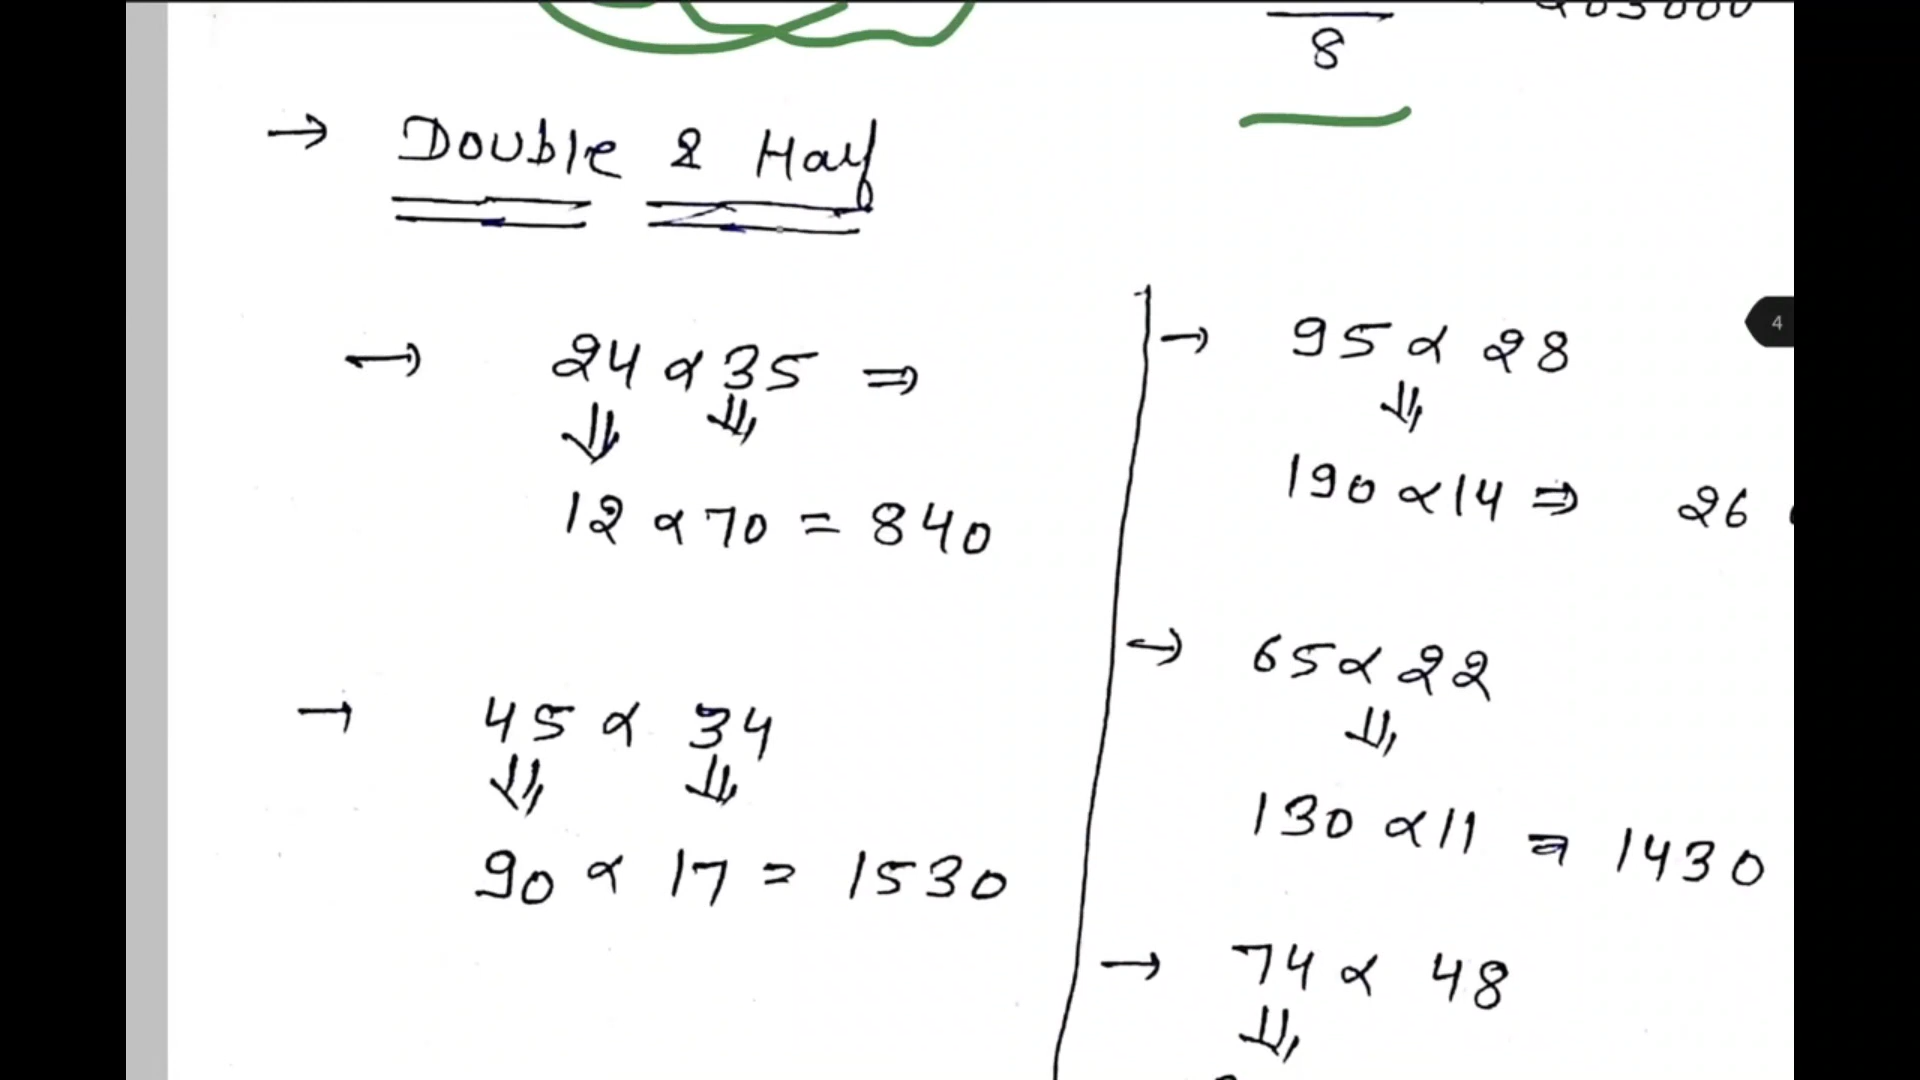 8
→ Double & Half
→ 24 × 35 ⇒
12 × 70 = 840
→ 45 × 34
90 × 17 = 1530
→ 95 × 28
190 × 14 ⇒ 26
→ 65 × 22
130 × 11 = 1430
→ 74 × 48
4